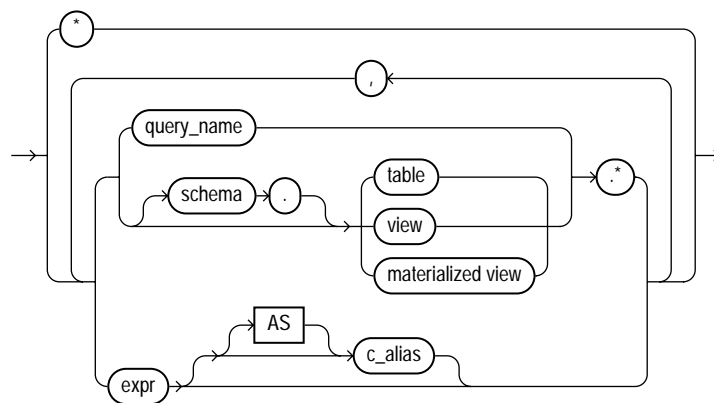 *
,
query_name
schema . table .*
view
materialized view
AS
c_alias
expr